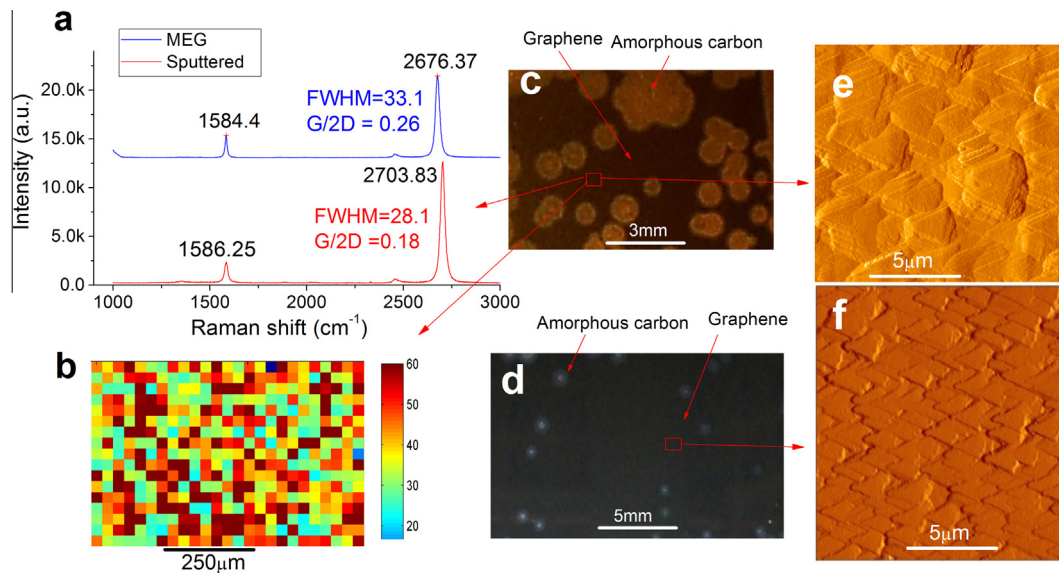 a
MEG
Sputtered
20.0k
15.0k
10.0k
5.0k
0.0
Intensity (a.u.)
1584.4
2676.37
FWHM=33.1
G/2D = 0.26
2703.83
FWHM=28.1
G/2D =0.18
1586.25
1000 1500 2000 2500 3000
Raman shift (cm⁻¹)
b
60
50
40
30
20
250μm
Graphene
Amorphous carbon
c
3mm
Amorphous carbon
Graphene
d
5mm
e
5μm
f
5μm